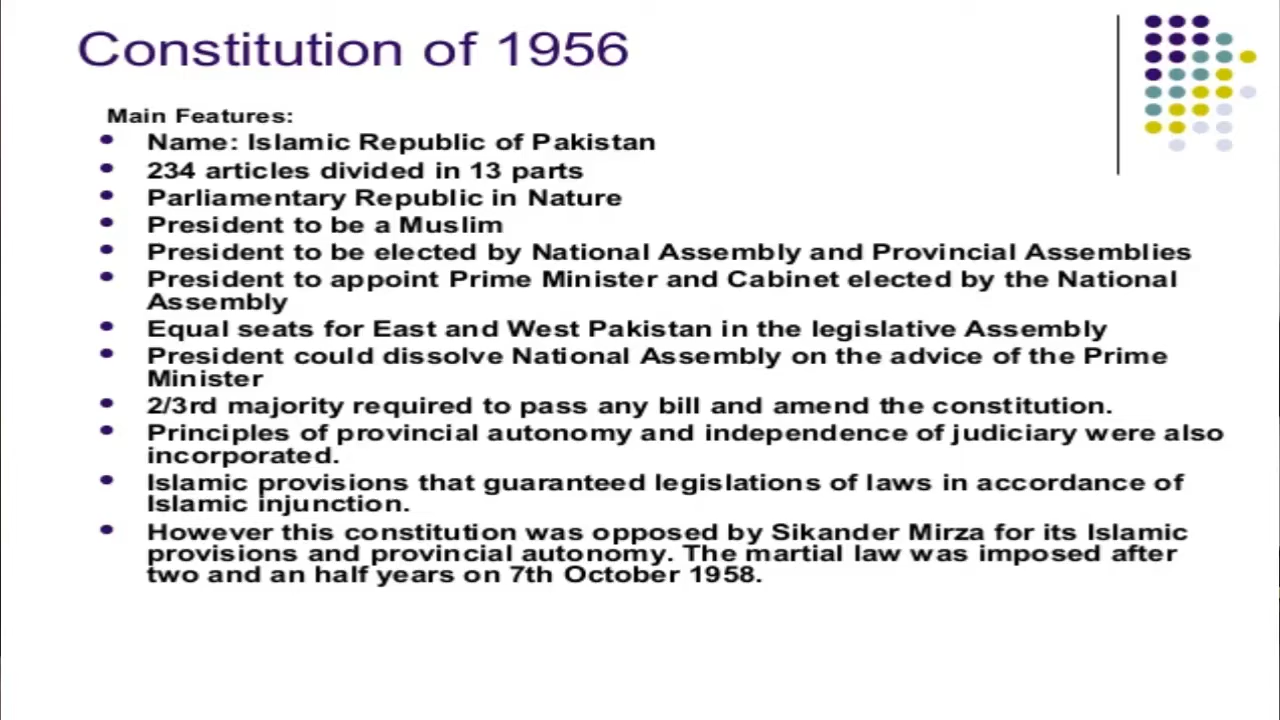 Constitution of 1956
Main Features:
Name: Islamic Republic of Pakistan
234 articles divided in 13 parts
Parliamentary Republic in Nature
President to be a Muslim
President to be elected by National Assembly and Provincial Assemblies
President to appoint Prime Minister and Cabinet elected by the National
Assembly
Equal seats for East and West Pakistan in the legislative Assembly
President could dissolve National Assembly on the advice of the Prime
Minister
2/3rd majority required to pass any bill and amend the constitution.
Principles of provincial autonomy and independence of judiciary were also
incorporated.
Islamic provisions that guaranteed legislations of laws in accordance of
Islamic injunction.
However this constitution was opposed by Sikander Mirza for its Islamic
provisions and provincial autonomy. The martial law was imposed after
two and an half years on 7th October 1958.